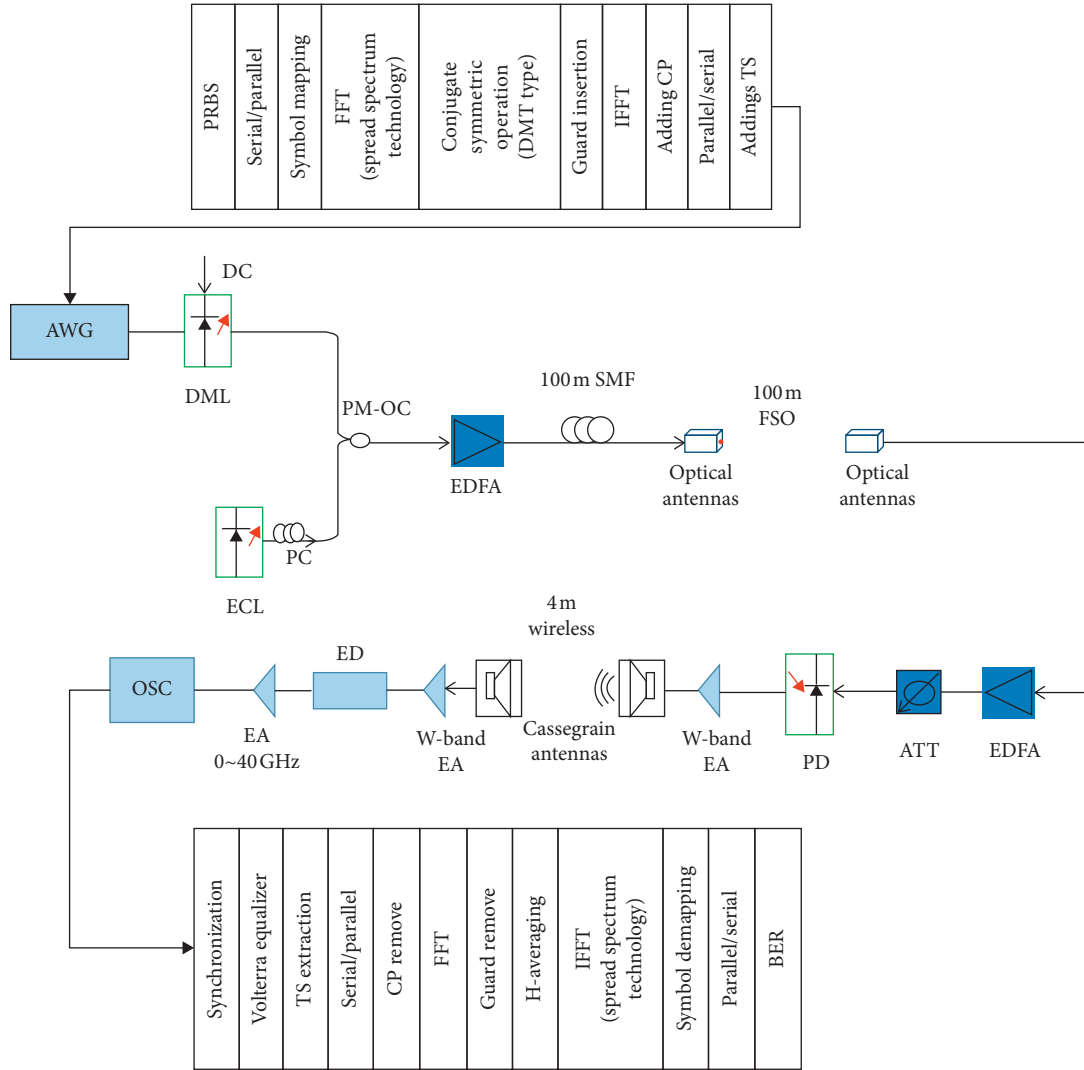 PRBS
Serial/parallel
Symbol mapping
FFT
(spread spectrum
technology)
Conjugate
symmetric
operation
(DMT type)
Guard insertion
IFFT
Adding CP
Parallel/serial
Addings TS
DC
AWG
DML
PM-OC
100 m SMF
100 m
FSO
EDFA
Optical
antennas
Optical
antennas
PC
ECL
4 m
wireless
OSC
ED
EA
0~40 GHz
W-band
EA
Cassegrain
antennas
W-band
EA
PD
ATT
EDFA
Synchronization
Volterra equalizer
TS extraction
Serial/parallel
CP remove
FFT
Guard remove
H-averaging
IFFT
(spread spectrum
technology)
Symbol demapping
Parallel/serial
BER